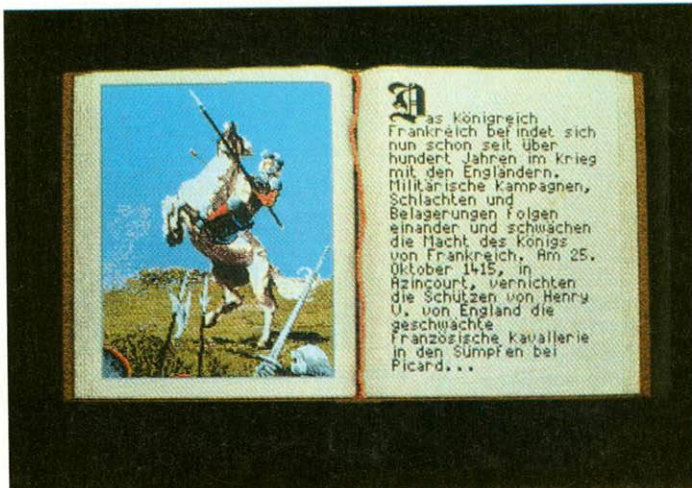 Das Königreich
Frankreich befindet sich
nun schon seit über
hundert Jahren im Krieg
mit den Engländern.
Militärische Kampagnen,
Schlachten und
Belagerungen folgen
einander und schwächen
die Macht des Königs
von Frankreich. Am 25.
Oktober 1415, in
Azincourt, vernichten
die Schützen von Henry
V. von England die
geschwächte
französische Kavallerie
in den Sümpfen bei
Picard...